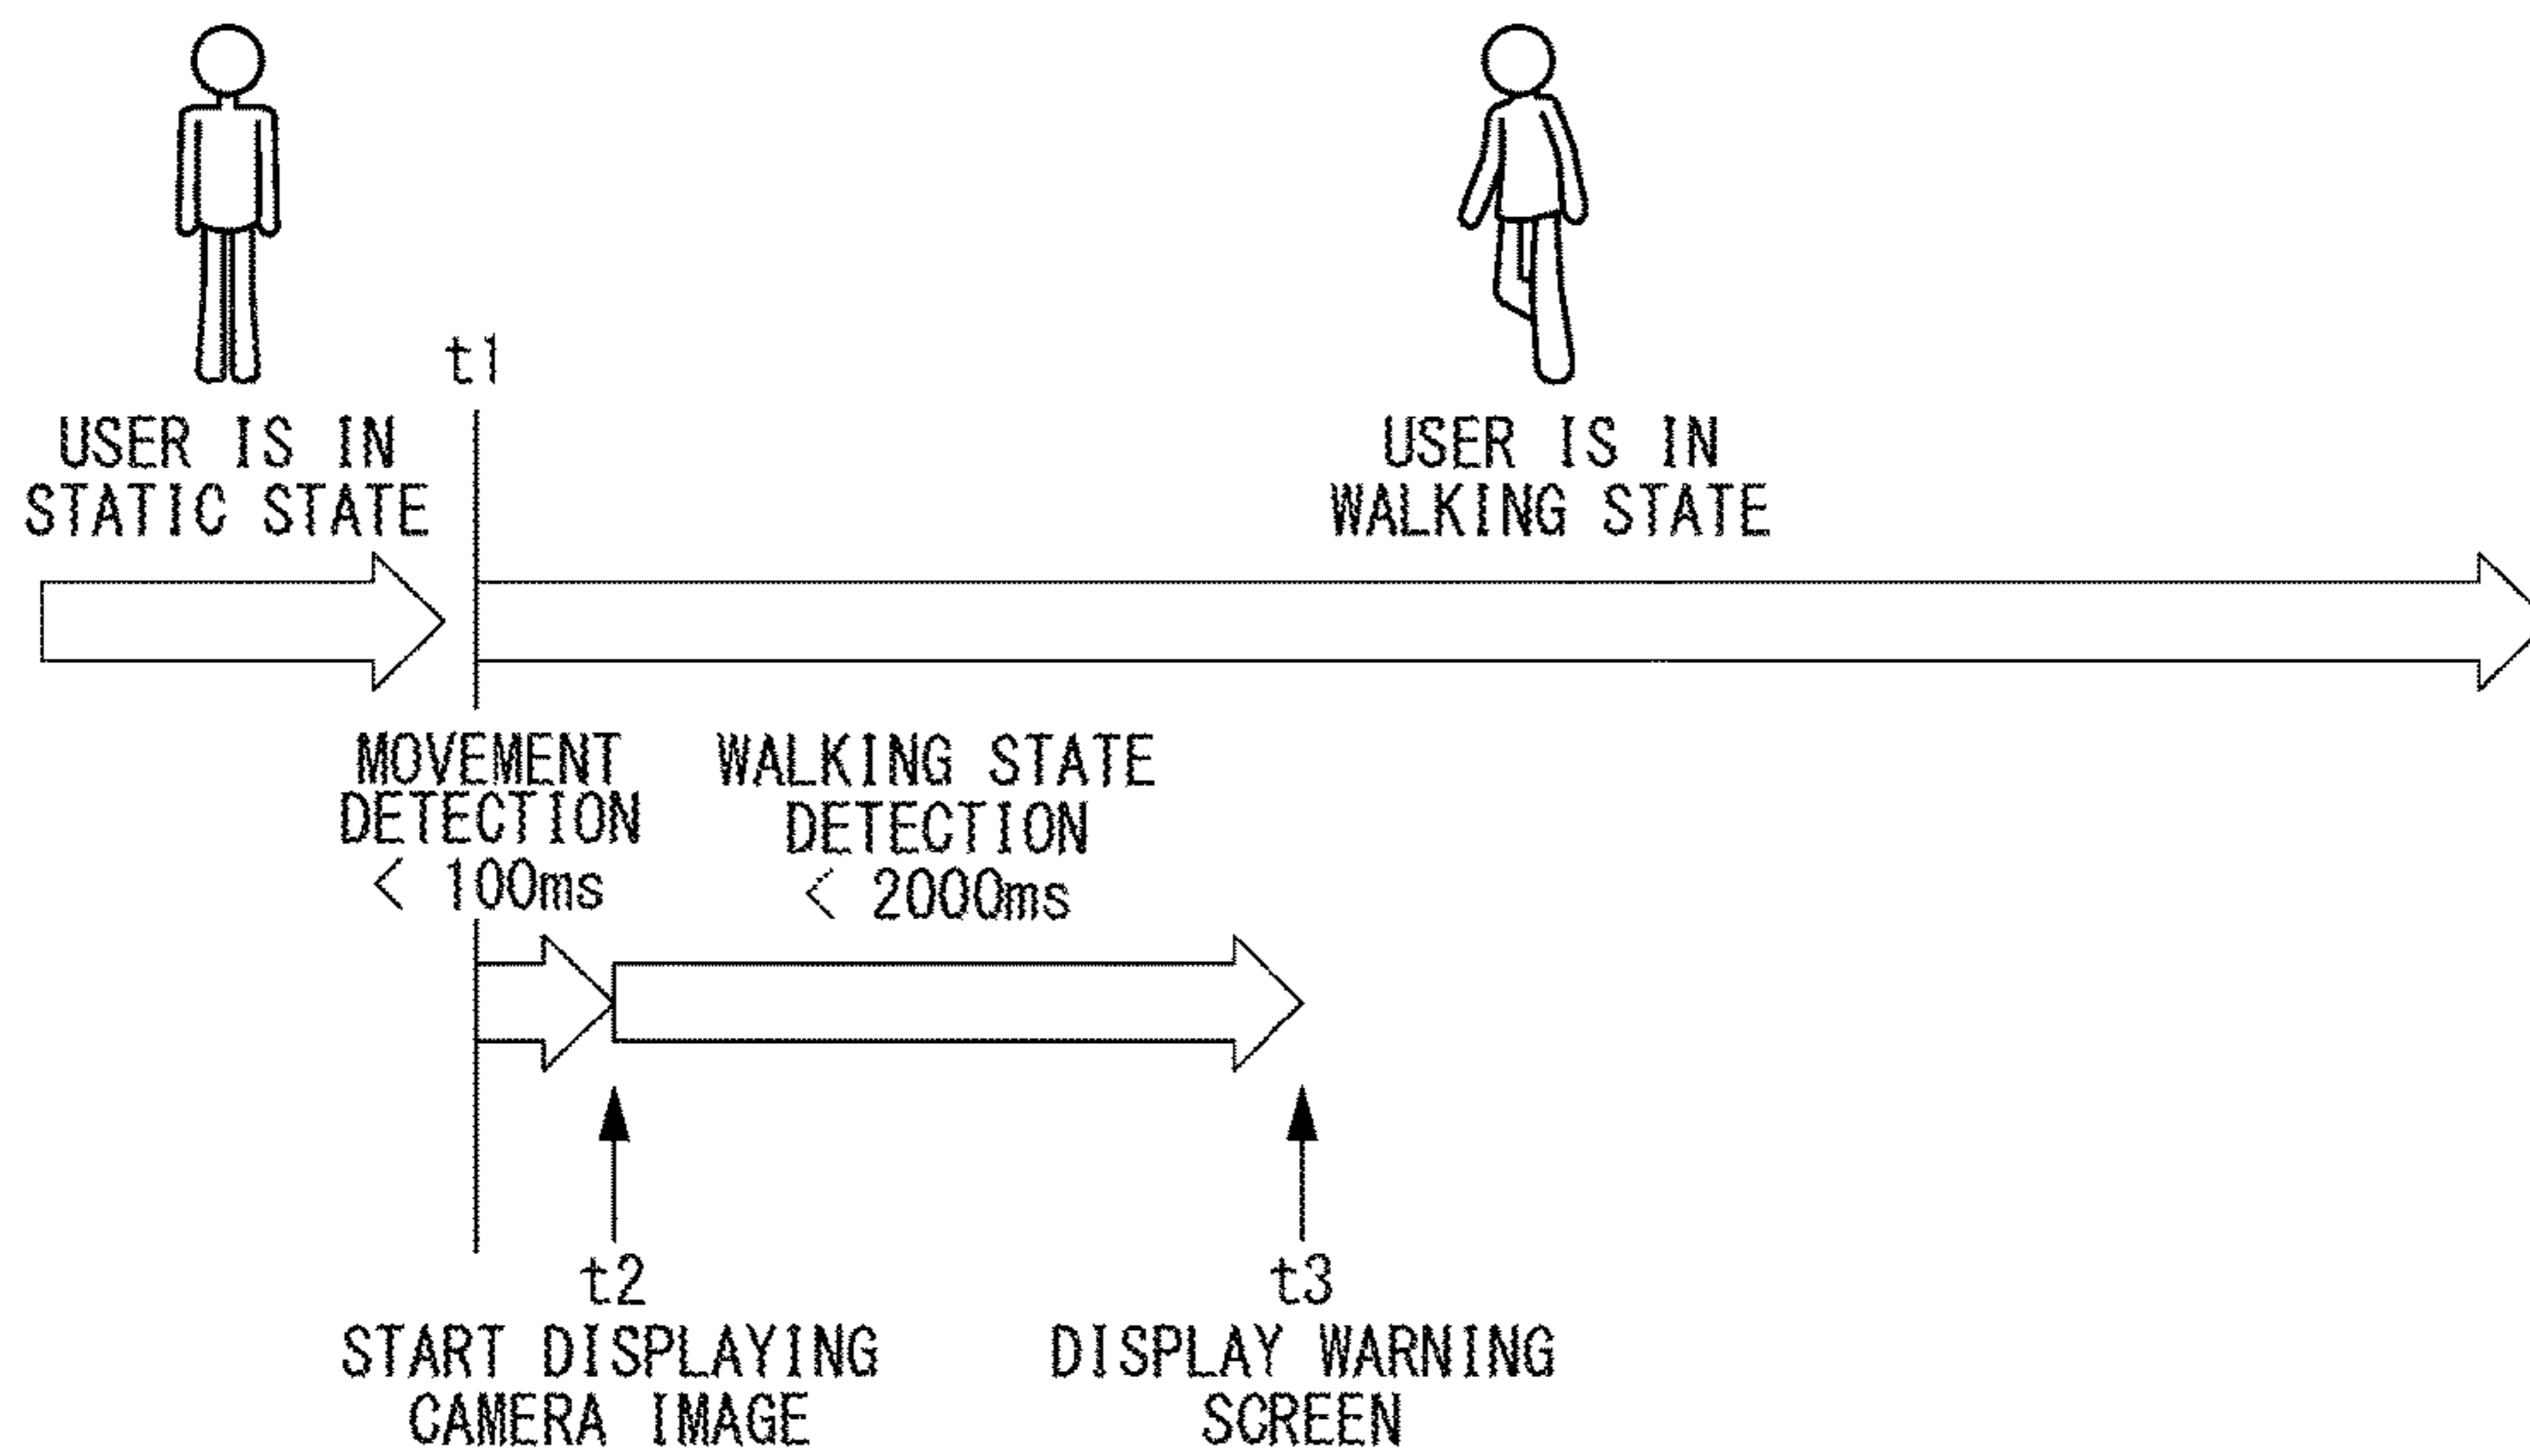 t1
USER IS IN
STATIC STATE
USER IS IN
WALKING STATE
MOVEMENT
DETECTION
< 100ms
WALKING STATE
DETECTION
< 2000ms
t2
START DISPLAYING
CAMERA IMAGE
t3
DISPLAY WARNING
SCREEN